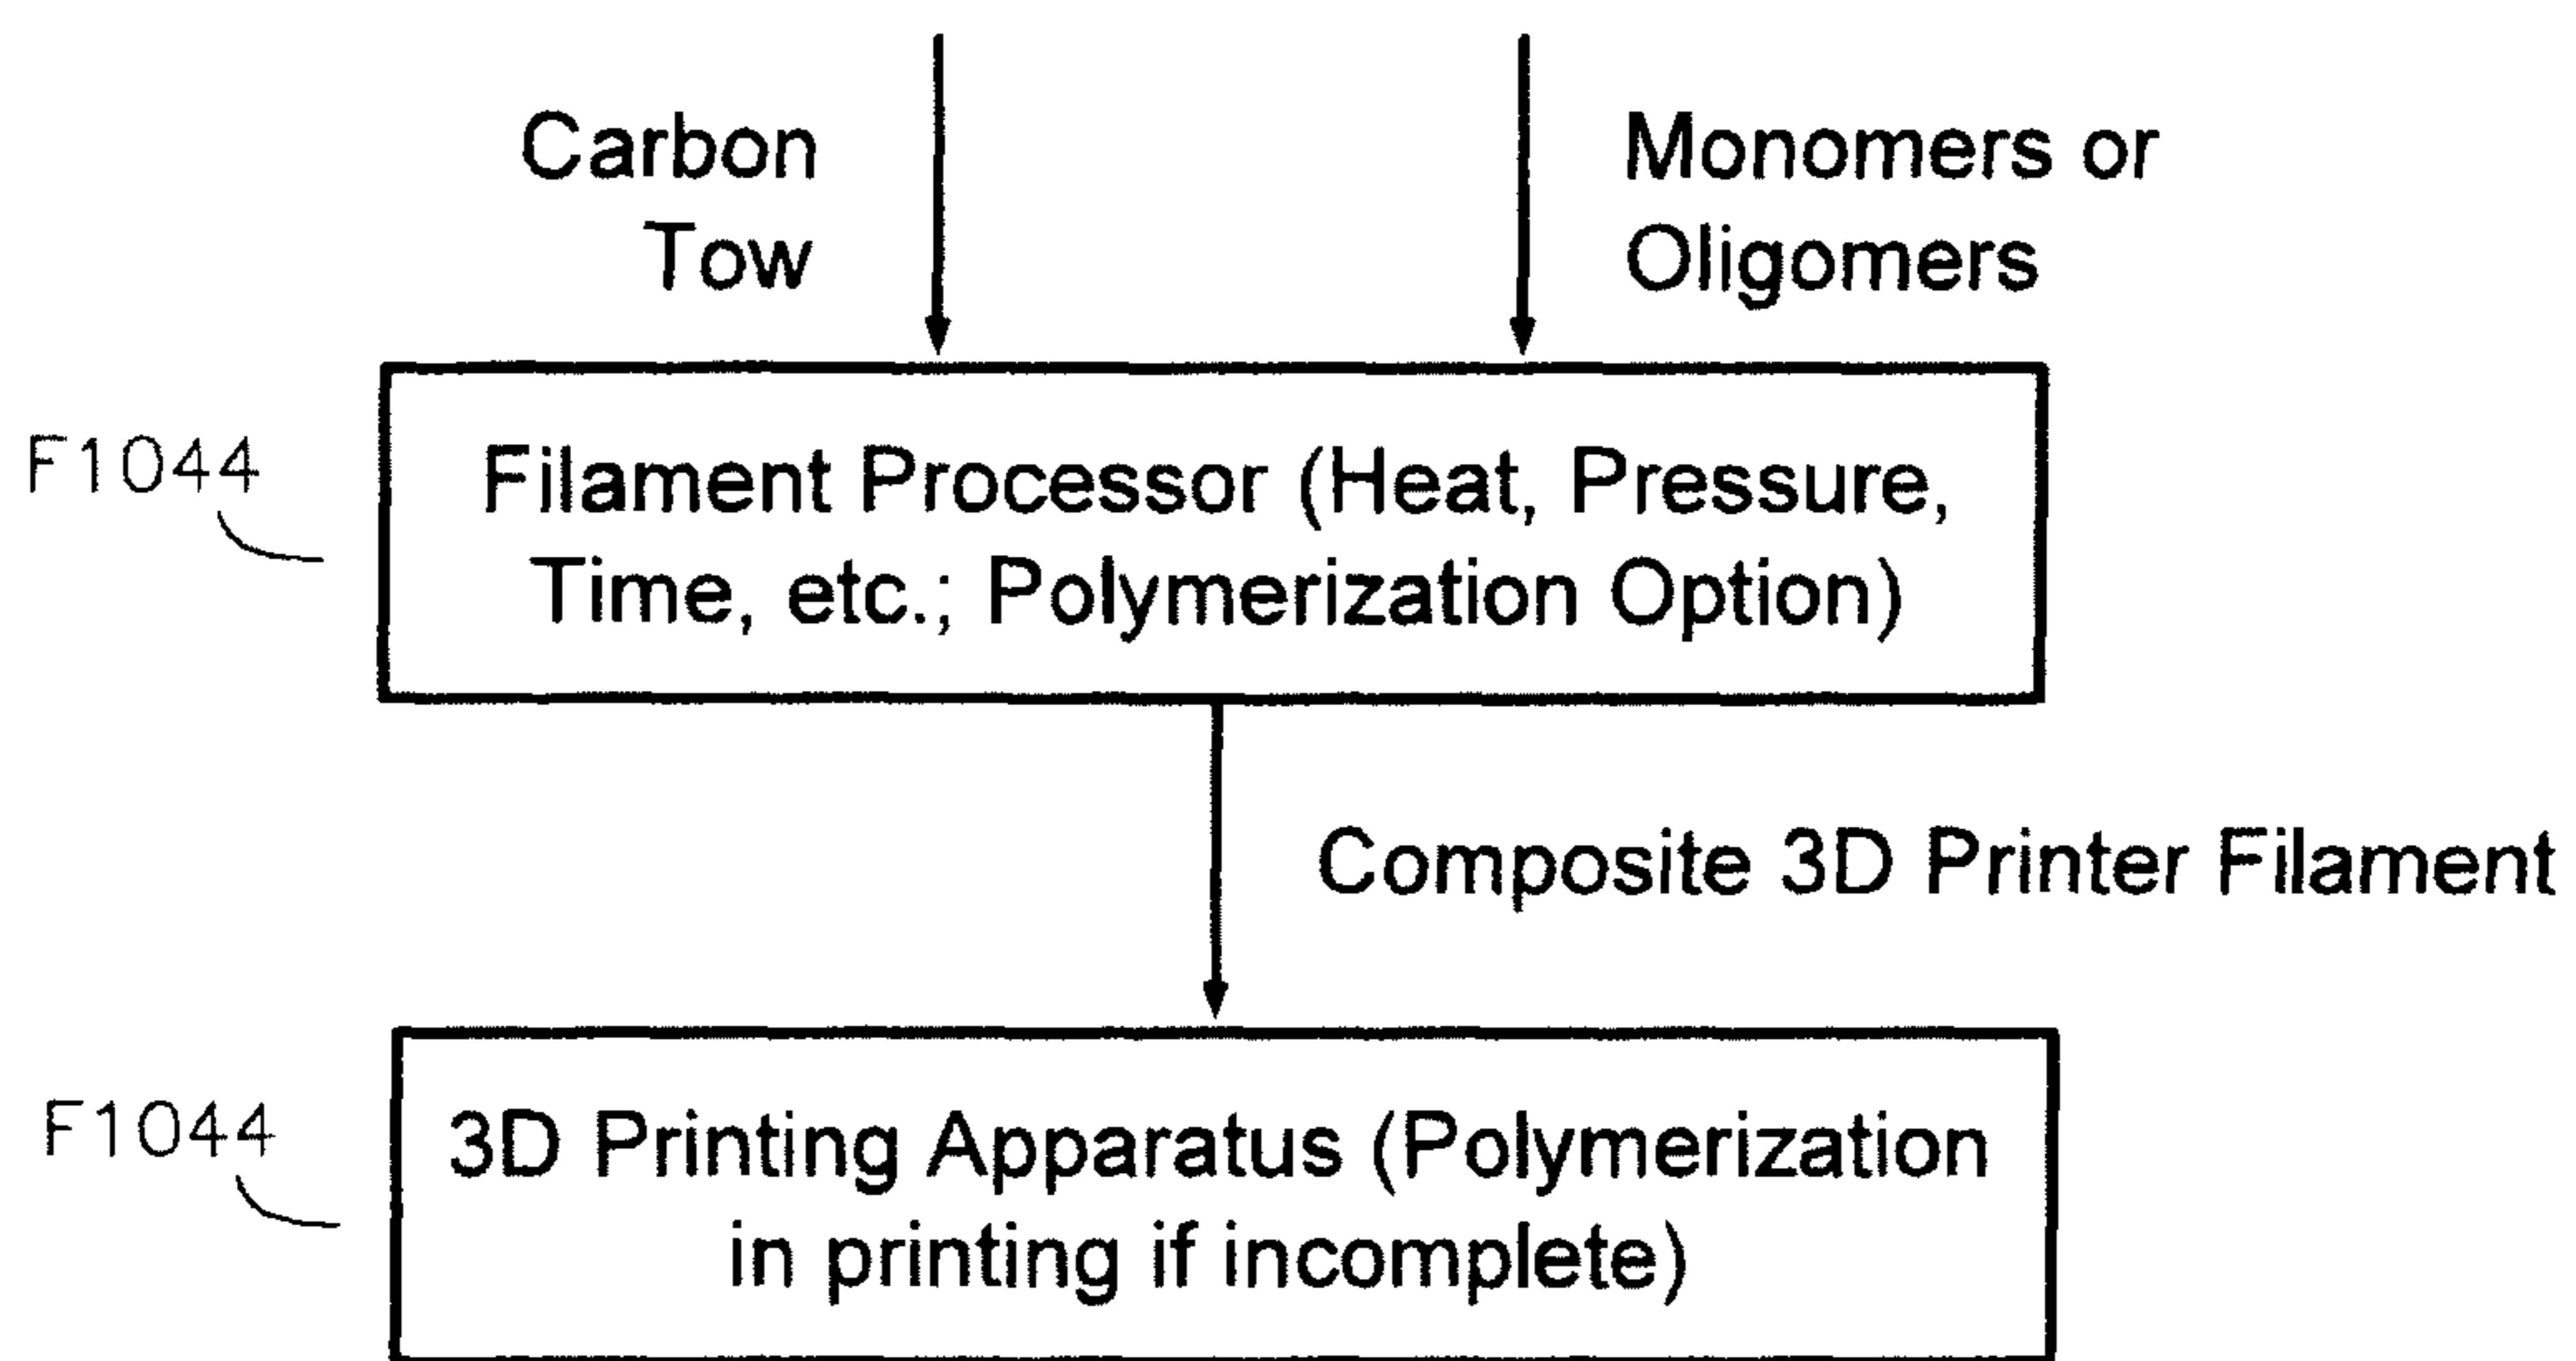 Carbon
Tow
Monomers or
Oligomers
F1044
Filament Processor (Heat, Pressure,
Time, etc.; Polymerization Option)
Composite 3D Printer Filament
F1044
3D Printing Apparatus (Polymerization
in printing if incomplete)